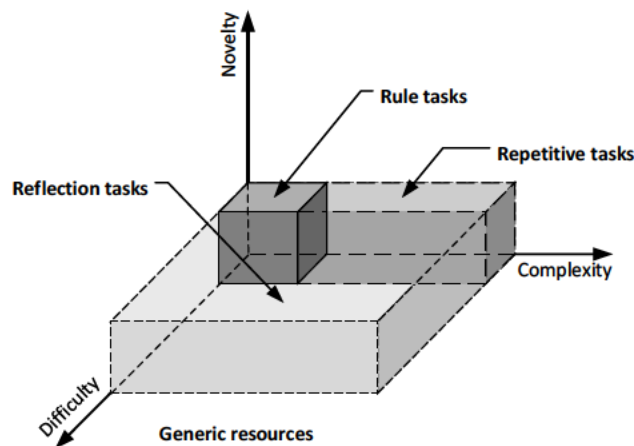 Novelty
Rule tasks
Repetitive tasks
Reflection tasks
Complexity
Difficulty
Generic resources